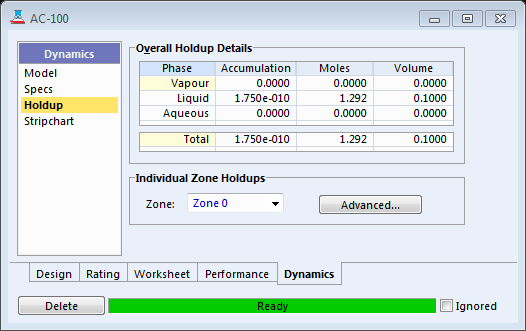 AC-100
Dynamics
Model
Specs
Holdup
Stripchart
Overall Holdup Details
Phase Accumulation Moles Volume
Vapour 0.0000 0.0000 0.0000
Liquid 1.750e-010 1.292 0.1000
Aqueous 0.0000 0.0000 0.0000
Total 1.750e-010 1.292 0.1000
Individual Zone Holdups
Zone: Zone 0 Advanced...
Design Rating Worksheet Performance Dynamics
Delete Ready Ignored